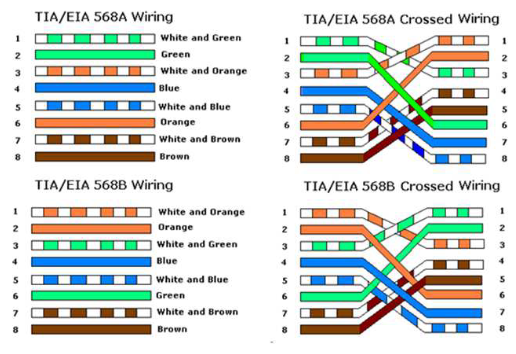 TIA/EIA 568A Wiring
1 White and Green
2 Green
3 White and Orange
4 Blue
5 White and Blue
6 Orange
7 White and Brown
8 Brown
TIA/EIA 568A Crossed Wiring
1 1
2 2
3 3
4 4
5 5
6 6
7 7
8 8
TIA/EIA 568B Wiring
1 White and Orange
2 Orange
3 White and Green
4 Blue
5 White and Blue
6 Green
7 White and Brown
8 Brown
TIA/EIA 568B Crossed Wiring
1 1
2 2
3 3
4 4
5 5
6 6
7 7
8 8